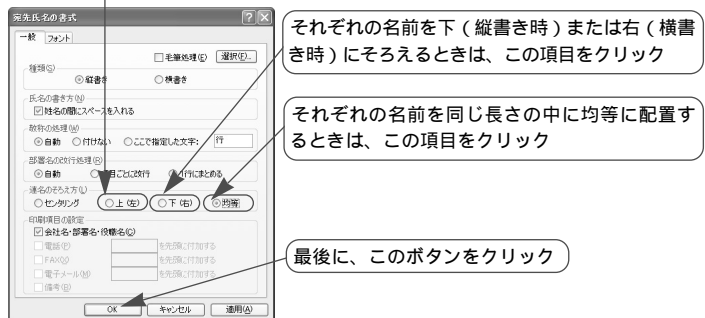 宛先氏名の書式
一般 フォント
毛筆処理(E) 選択(E)...
種類(S)
縦書き 横書き
氏名の書き方(N)
姓名の間にスペースを入れる
敬称の処理(W)
自動 付けない ここで指定した文字: 行
部署名の改行処理(R)
自動 項目ごとに改行 1行にまとめる
連名のそろえ方(L)
センタリング 上(左) 下(右) 均等
印刷項目の設定
会社名・部署名・役職名(C)
電話(P) を先頭に付加する
FAX(X) を先頭に付加する
電子メール(M) を先頭に付加する
備考(B)
OK キャンセル 適用(A)
それぞれの名前を下(縦書き時)または右(横書
き時)にそろえるときは、この項目をクリック
それぞれの名前を同じ長さの中に均等に配置す
るときは、この項目をクリック
最後に、このボタンをクリック